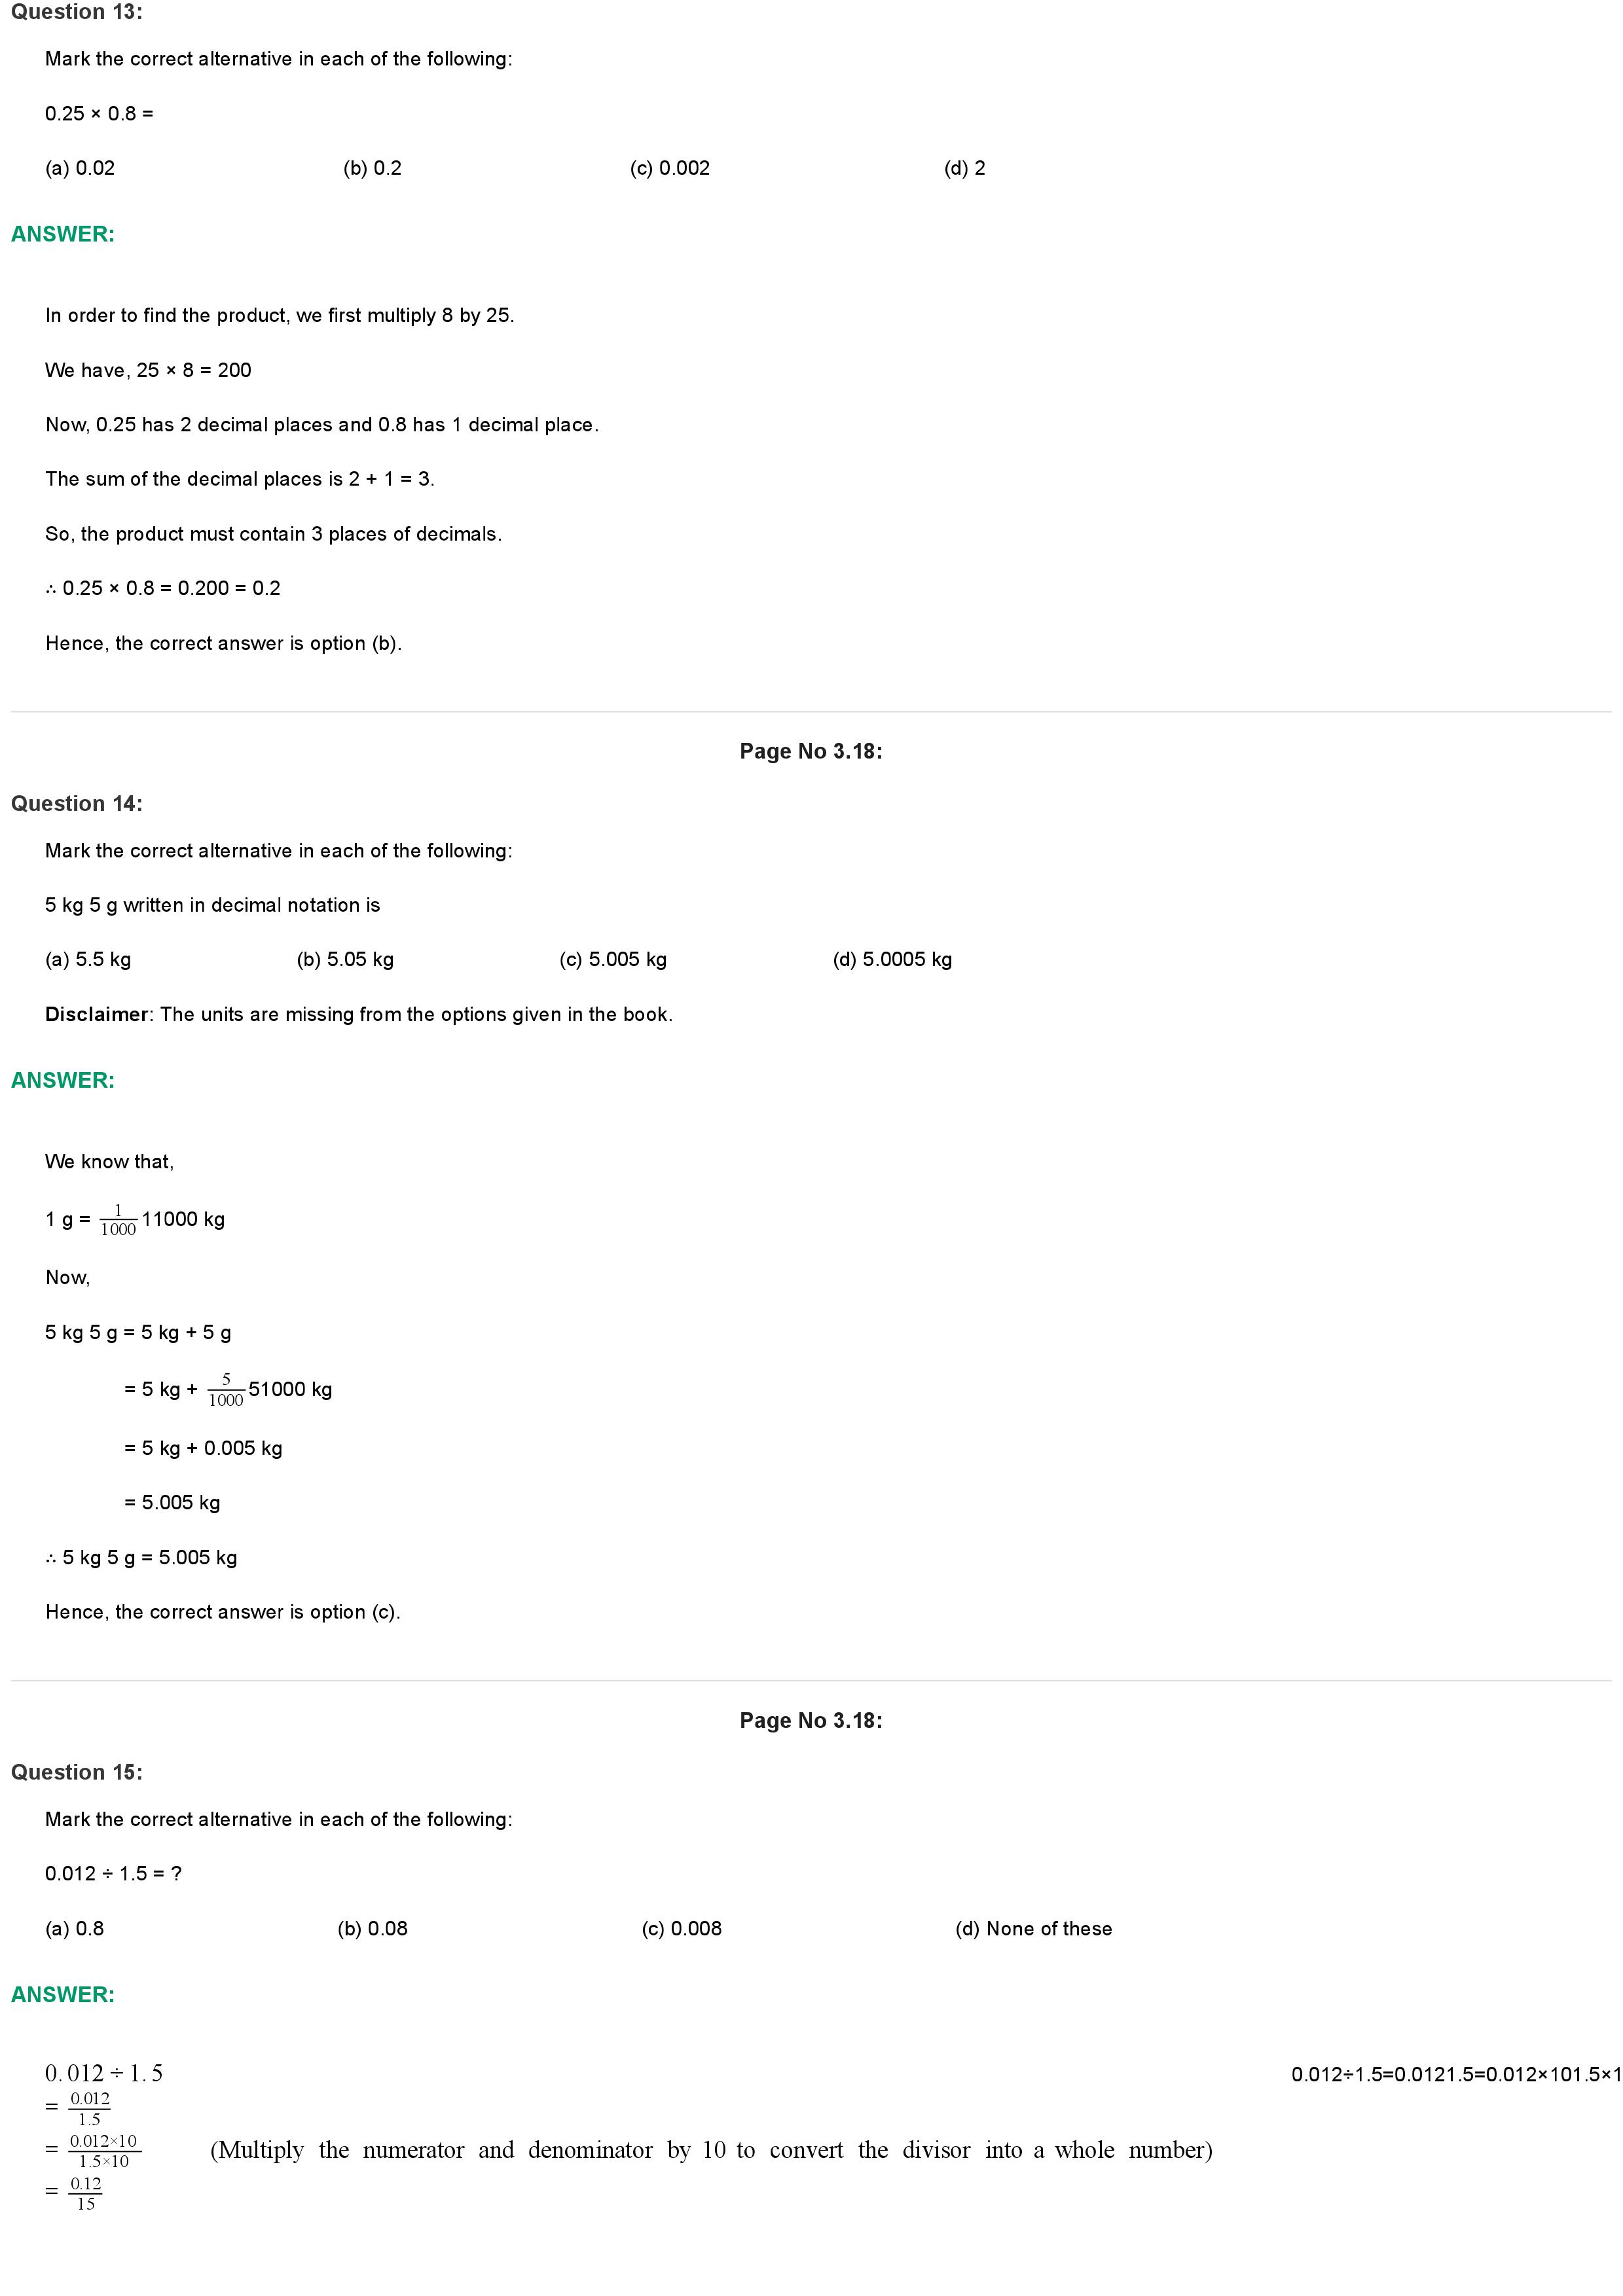 Question 13:
Mark the correct alternative in each of the following:
0.25 × 0.8 =
(a) 0.02 (b) 0.2 (c) 0.002 (d) 2
ANSWER:
In order to find the product, we first multiply 8 by 25.
We have, 25 × 8 = 200
Now, 0.25 has 2 decimal places and 0.8 has 1 decimal place.
The sum of the decimal places is 2 + 1 = 3.
So, the product must contain 3 places of decimals.
∴ 0.25 × 0.8 = 0.200 = 0.2
Hence, the correct answer is option (b).
Page No 3.18:
Question 14:
Mark the correct alternative in each of the following:
5 kg 5 g written in decimal notation is
(a) 5.5 kg (b) 5.05 kg (c) 5.005 kg (d) 5.0005 kg
Disclaimer: The units are missing from the options given in the book.
ANSWER:
We know that,
1 g = 1/1000 11000 kg
Now,
5 kg 5 g = 5 kg + 5 g
= 5 kg + 5/1000 51000 kg
= 5 kg + 0.005 kg
= 5.005 kg
∴ 5 kg 5 g = 5.005 kg
Hence, the correct answer is option (c).
Page No 3.18:
Question 15:
Mark the correct alternative in each of the following:
0.012 ÷ 1.5 = ?
(a) 0.8 (b) 0.08 (c) 0.008 (d) None of these
ANSWER:
0.012 ÷ 1.5 0.012÷1.5=0.0121.5=0.012×101.5×1
= 0.012/1.5
= 0.012×10/1.5×10 (Multiply the numerator and denominator by 10 to convert the divisor into a whole number)
= 0.12/15